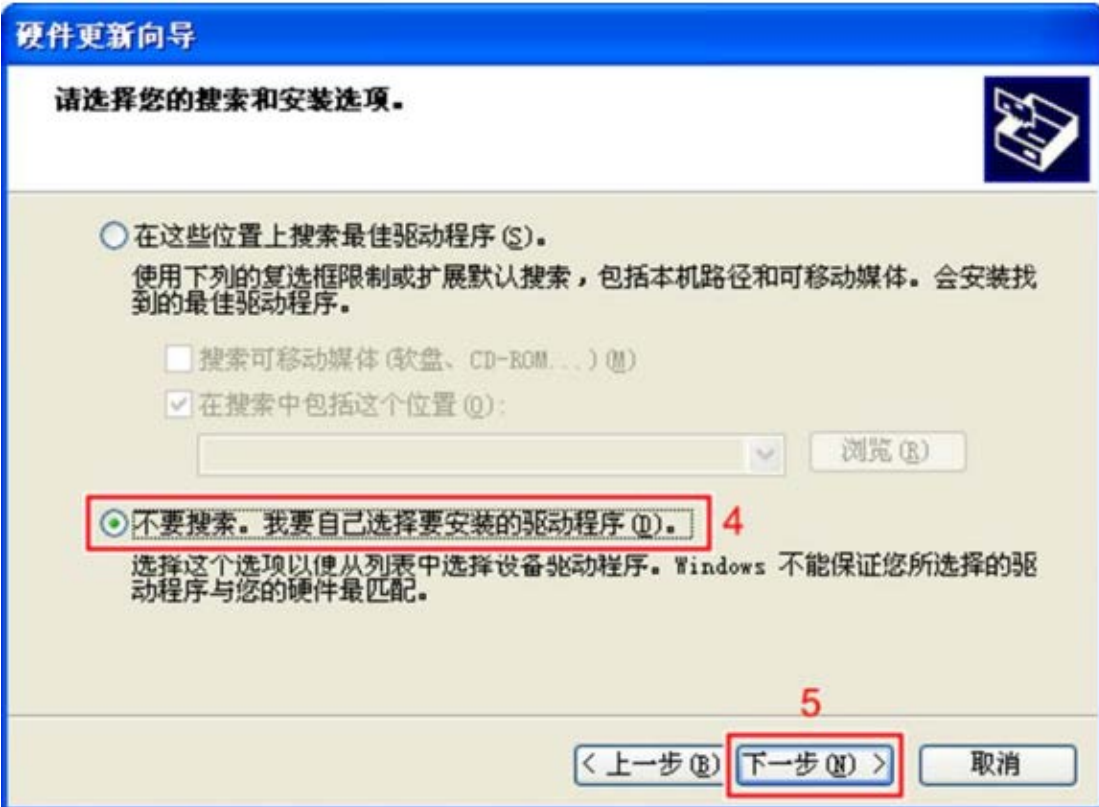 硬件更新向导
请选择您的搜索和安装选项。
在这些位置上搜索最佳驱动程序(S)。
使用下列的复选框限制或扩展默认搜索，包括本机路径和可移动媒体。会安装找
到的最佳驱动程序。
搜索可移动媒体(软盘、CD-ROM...)(M)
在搜索中包括这个位置(O):
浏览(R)
不要搜索。我要自己选择要安装的驱动程序(D)。 4
选择这个选项以便从列表中选择设备驱动程序。Windows 不能保证您所选择的驱
动程序与您的硬件最匹配。
5
< 上一步(B) 下一步(N) > 取消